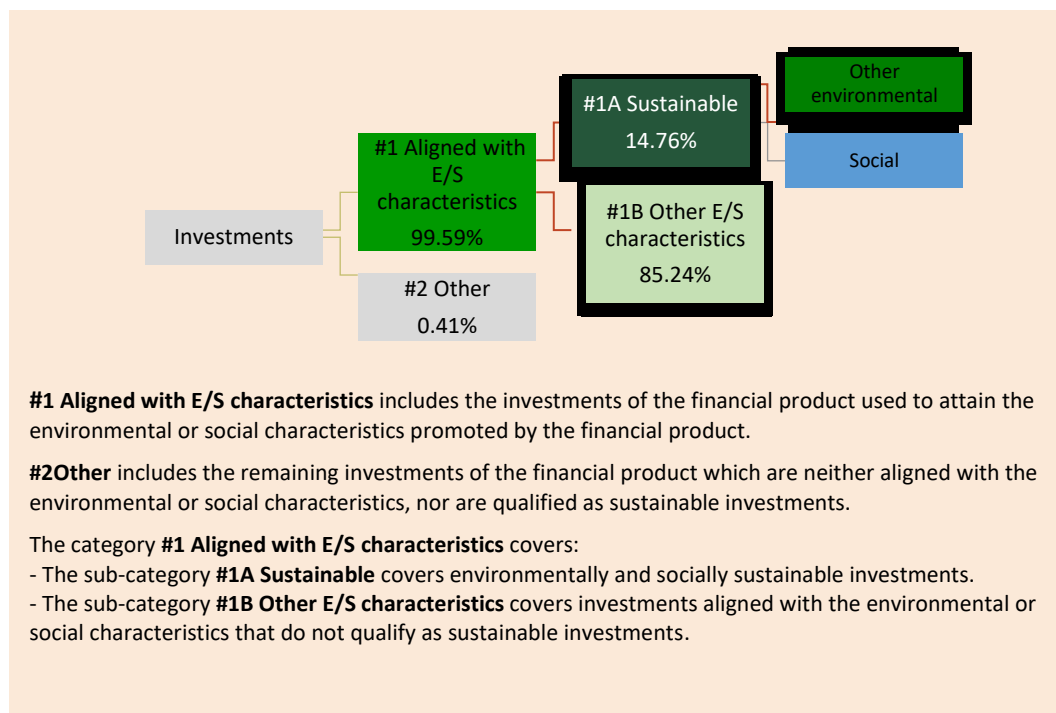 Other
environmental
#1A Sustainable
14.76%
Social
#1 Aligned with
E/S
characteristics
99.59%
#1B Other E/S
characteristics
85.24%
Investments
#2 Other
0.41%
#1 Aligned with E/S characteristics includes the investments of the financial product used to attain the
environmental or social characteristics promoted by the financial product.
#2Other includes the remaining investments of the financial product which are neither aligned with the
environmental or social characteristics, nor are qualified as sustainable investments.
The category #1 Aligned with E/S characteristics covers:
- The sub-category #1A Sustainable covers environmentally and socially sustainable investments.
- The sub-category #1B Other E/S characteristics covers investments aligned with the environmental or
social characteristics that do not qualify as sustainable investments.